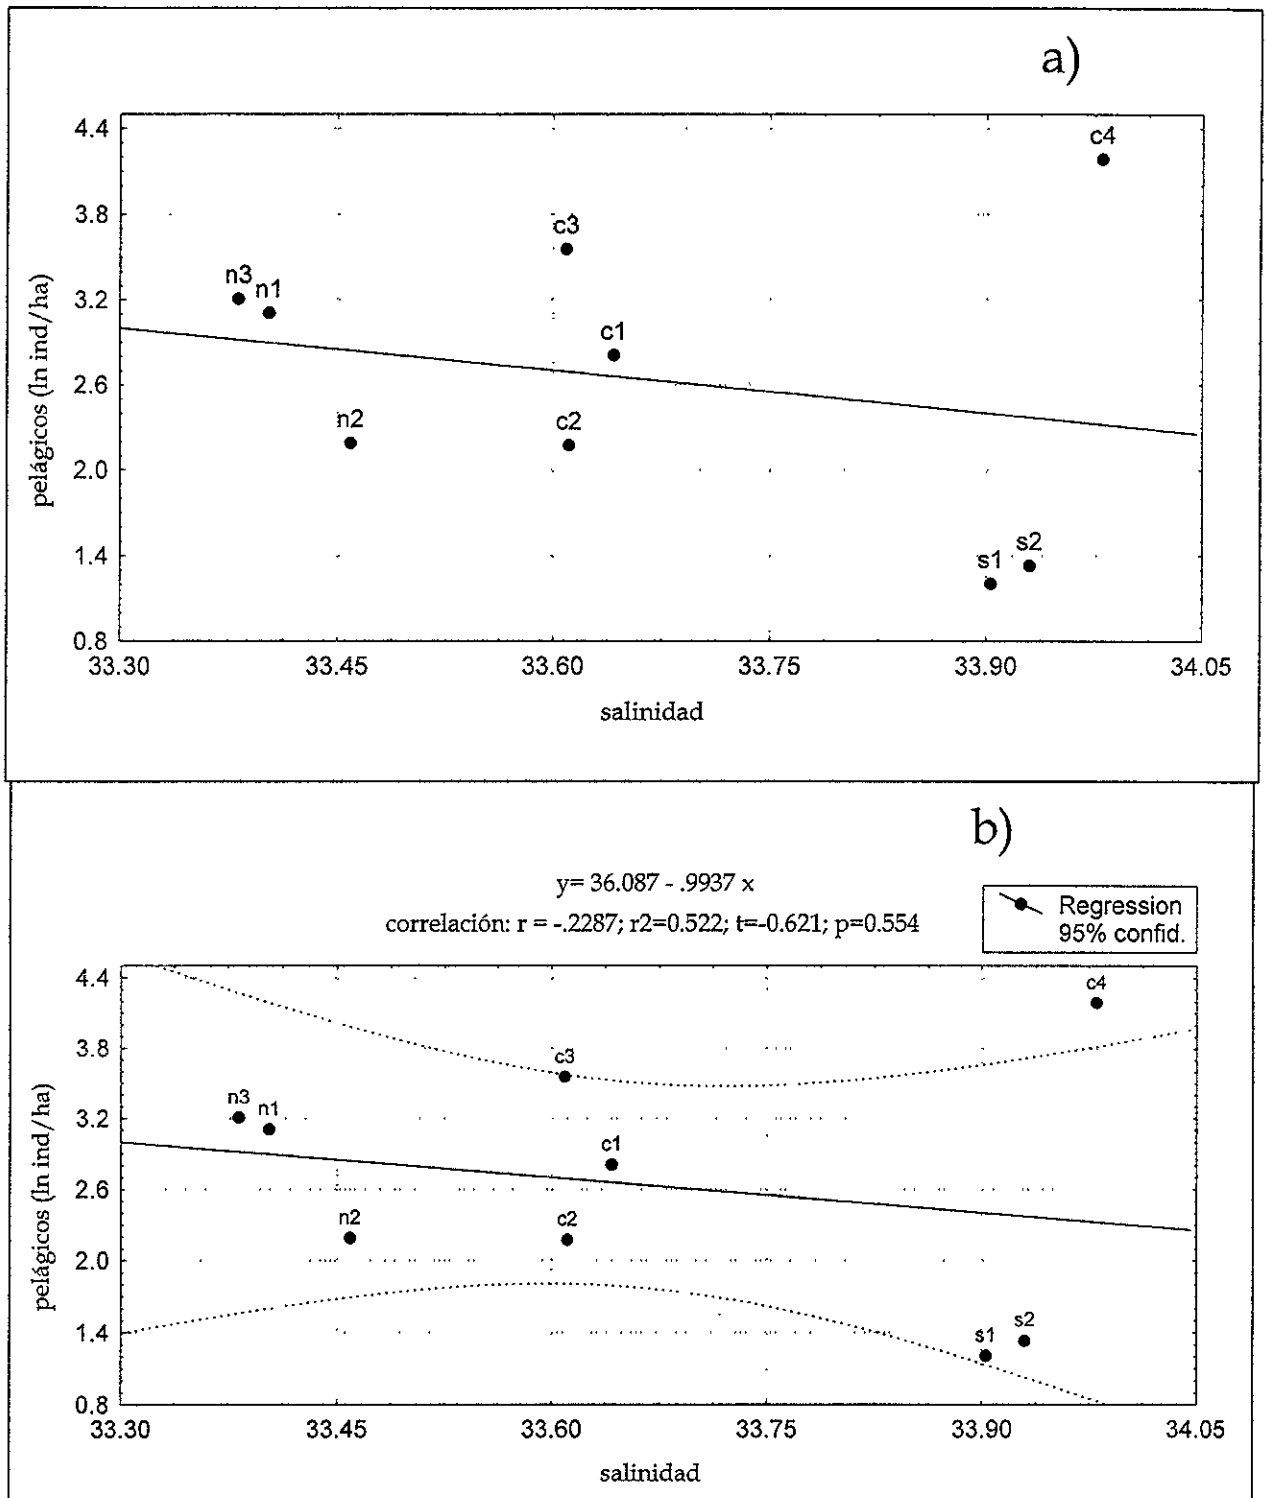 a)
4.4
c4
3.8
c3
n3
n1
3.2
c1
2.6
n2
c2
2.0
s2
1.4
s1
0.8
33.30 33.45 33.60 33.75 33.90 34.05
pelágicos (ln ind/ha)
salinidad
b)
y= 36.087 - .9937 x
correlación: r = -.2287; r2=0.522; t=-0.621; p=0.554
Regression
95% confid.
4.4
c4
3.8
c3
n3
n1
3.2
c1
2.6
n2
c2
2.0
s2
1.4
s1
0.8
33.30 33.45 33.60 33.75 33.90 34.05
pelágicos (ln ind/ha)
salinidad